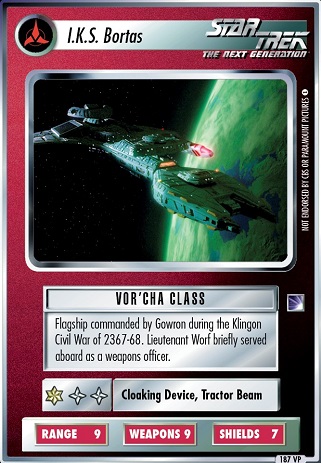 I.K.S. Bortas
STAR TREK
THE NEXT GENERATION
NOT ENDORSED BY CBS OR PARAMOUNT PICTURES
VOR'CHA CLASS
Flagship commanded by Gowron during the Klingon
Civil War of 2367-68. Lieutenant Worf briefly served
aboard as a weapons officer.
Cloaking Device, Tractor Beam
RANGE 9 WEAPONS 9 SHIELDS 7
187 VP